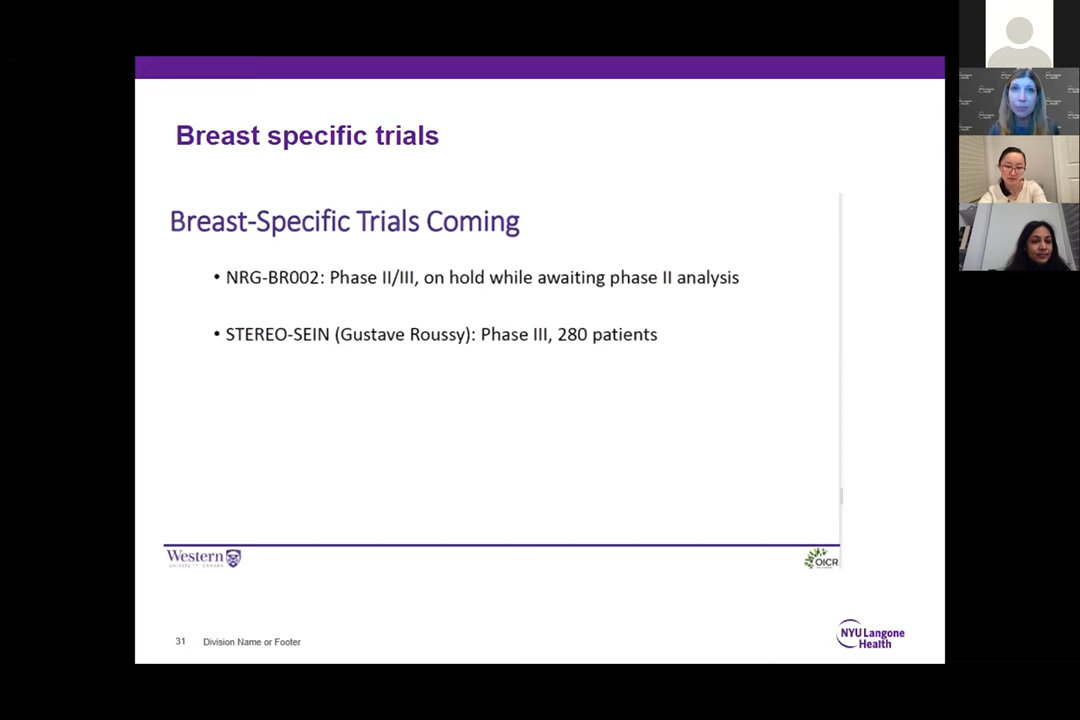 Breast specific trials
Breast-Specific Trials Coming
• NRG-BR002: Phase II/III, on hold while awaiting phase II analysis
• STEREO-SEIN (Gustave Roussy): Phase III, 280 patients
Western
OICR
31 Division Name or Footer
NYU Langone
Health